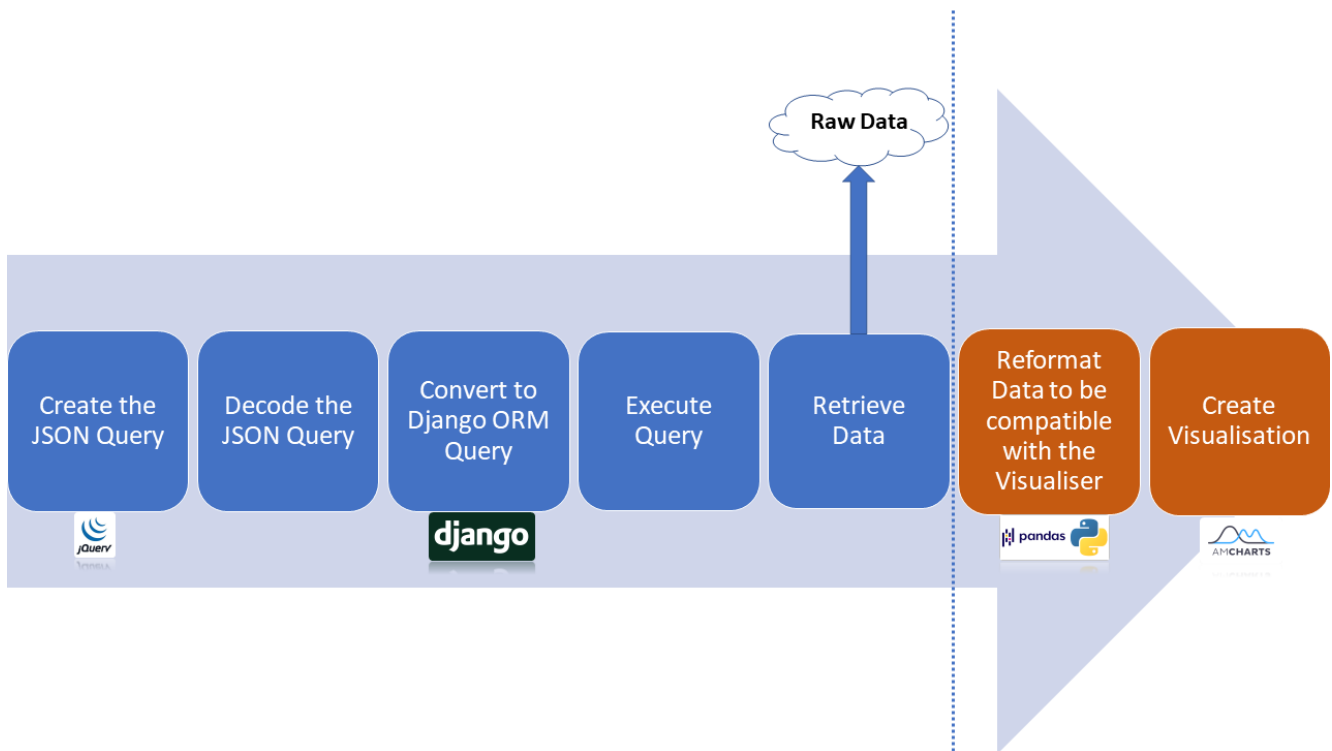 Raw Data
Create the
JSON Query
Decode the
JSON Query
Convert to
Django ORM
Query
Execute
Query
Retrieve
Data
Reformat
Data to be
compatible
with the
Visualiser
Create
Visualisation
jQuery
django
pandas
AMCHARTS